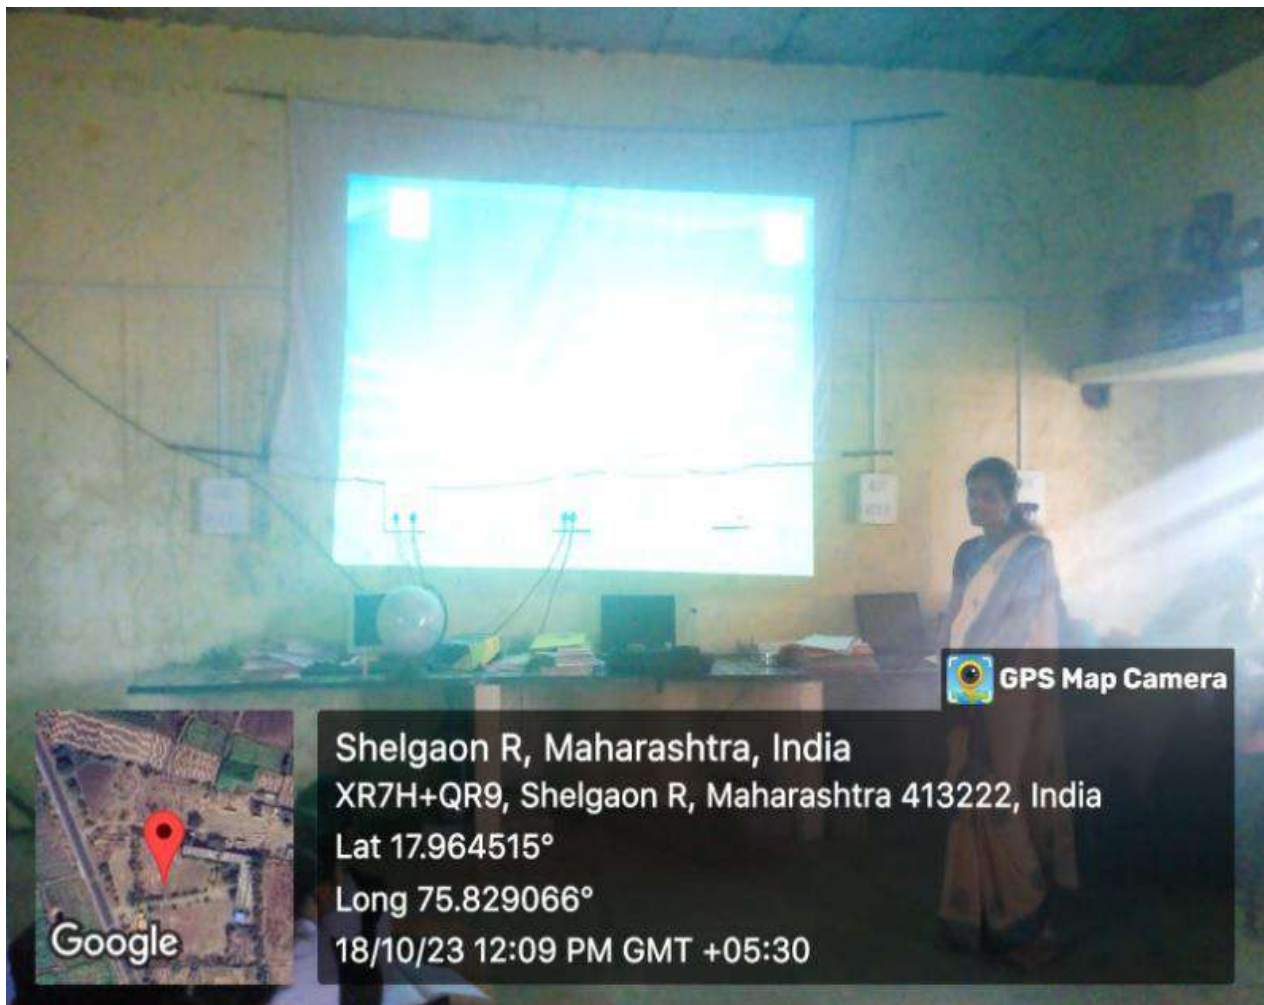 GPS Map Camera
Shelgaon R, Maharashtra, India
XR7H+QR9, Shelgaon R, Maharashtra 413222, India
Lat 17.964515°
Long 75.829066°
18/10/23 12:09 PM GMT +05:30
Google